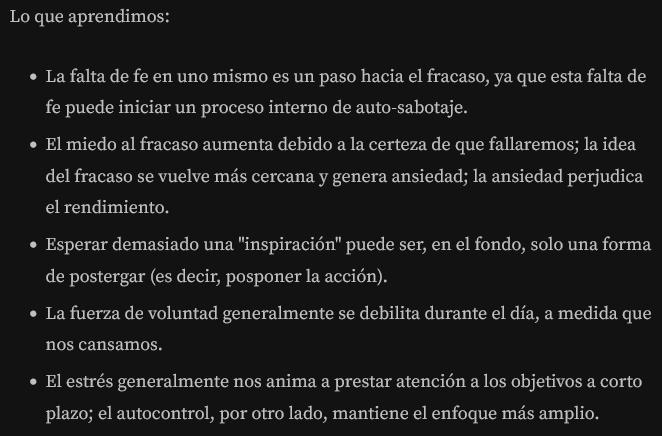 Lo que aprendimos:
• La falta de fe en uno mismo es un paso hacia el fracaso, ya que esta falta de
fe puede iniciar un proceso interno de auto-sabotaje.
• El miedo al fracaso aumenta debido a la certeza de que fallaremos; la idea
del fracaso se vuelve más cercana y genera ansiedad; la ansiedad perjudica
el rendimiento.
• Esperar demasiado una "inspiración" puede ser, en el fondo, solo una forma
de postergar (es decir, posponer la acción).
• La fuerza de voluntad generalmente se debilita durante el día, a medida que
nos cansamos.
• El estrés generalmente nos anima a prestar atención a los objetivos a corto
plazo; el autocontrol, por otro lado, mantiene el enfoque más amplio.